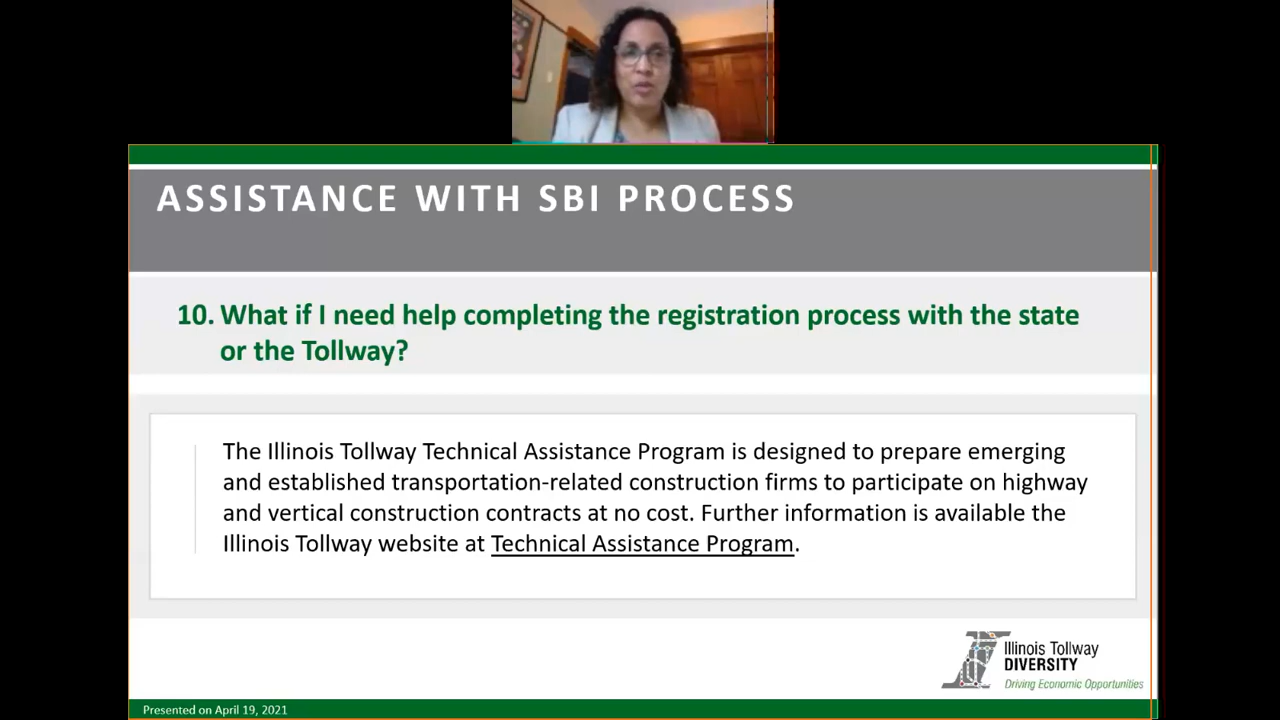 ASSISTANCE WITH SBI PROCESS
10. What if I need help completing the registration process with the state
or the Tollway?
The Illinois Tollway Technical Assistance Program is designed to prepare emerging
and established transportation-related construction firms to participate on highway
and vertical construction contracts at no cost. Further information is available the
Illinois Tollway website at Technical Assistance Program.
Illinois Tollway
DIVERSITY
Driving Economic Opportunities
Presented on April 19, 2021